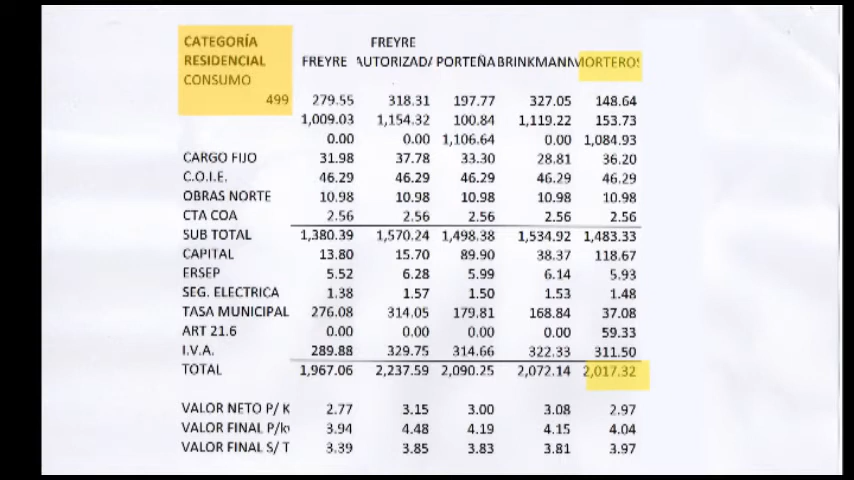 CATEGORÍA FREYRE
RESIDENCIAL FREYRE AUTORIZADA PORTEÑA BRINKMANN MORTEROS
CONSUMO
499 279.55 318.31 197.77 327.05 148.64
1,009.03 1,154.32 100.84 1,119.22 153.73
0.00 0.00 1,106.64 0.00 1,084.93
CARGO FIJO 31.98 37.78 33.30 28.81 36.20
C.O.I.E. 46.29 46.29 46.29 46.29 46.29
OBRAS NORTE 10.98 10.98 10.98 10.98 10.98
CTA COA 2.56 2.56 2.56 2.56 2.56
SUB TOTAL 1,380.39 1,570.24 1,498.38 1,534.92 1,483.33
CAPITAL 13.80 15.70 89.90 38.37 118.67
ERSEP 5.52 6.28 5.99 6.14 5.93
SEG. ELECTRICA 1.38 1.57 1.50 1.53 1.48
TASA MUNICIPAL 276.08 314.05 179.81 168.84 37.08
ART 21.6 0.00 0.00 0.00 0.00 59.33
I.V.A. 289.88 329.75 314.66 322.33 311.50
TOTAL 1,967.06 2,237.59 2,090.25 2,072.14 2,017.32
VALOR NETO P/ K 2.77 3.15 3.00 3.08 2.97
VALOR FINAL P/k 3.94 4.48 4.19 4.15 4.04
VALOR FINAL S/ T 3.39 3.85 3.83 3.81 3.97